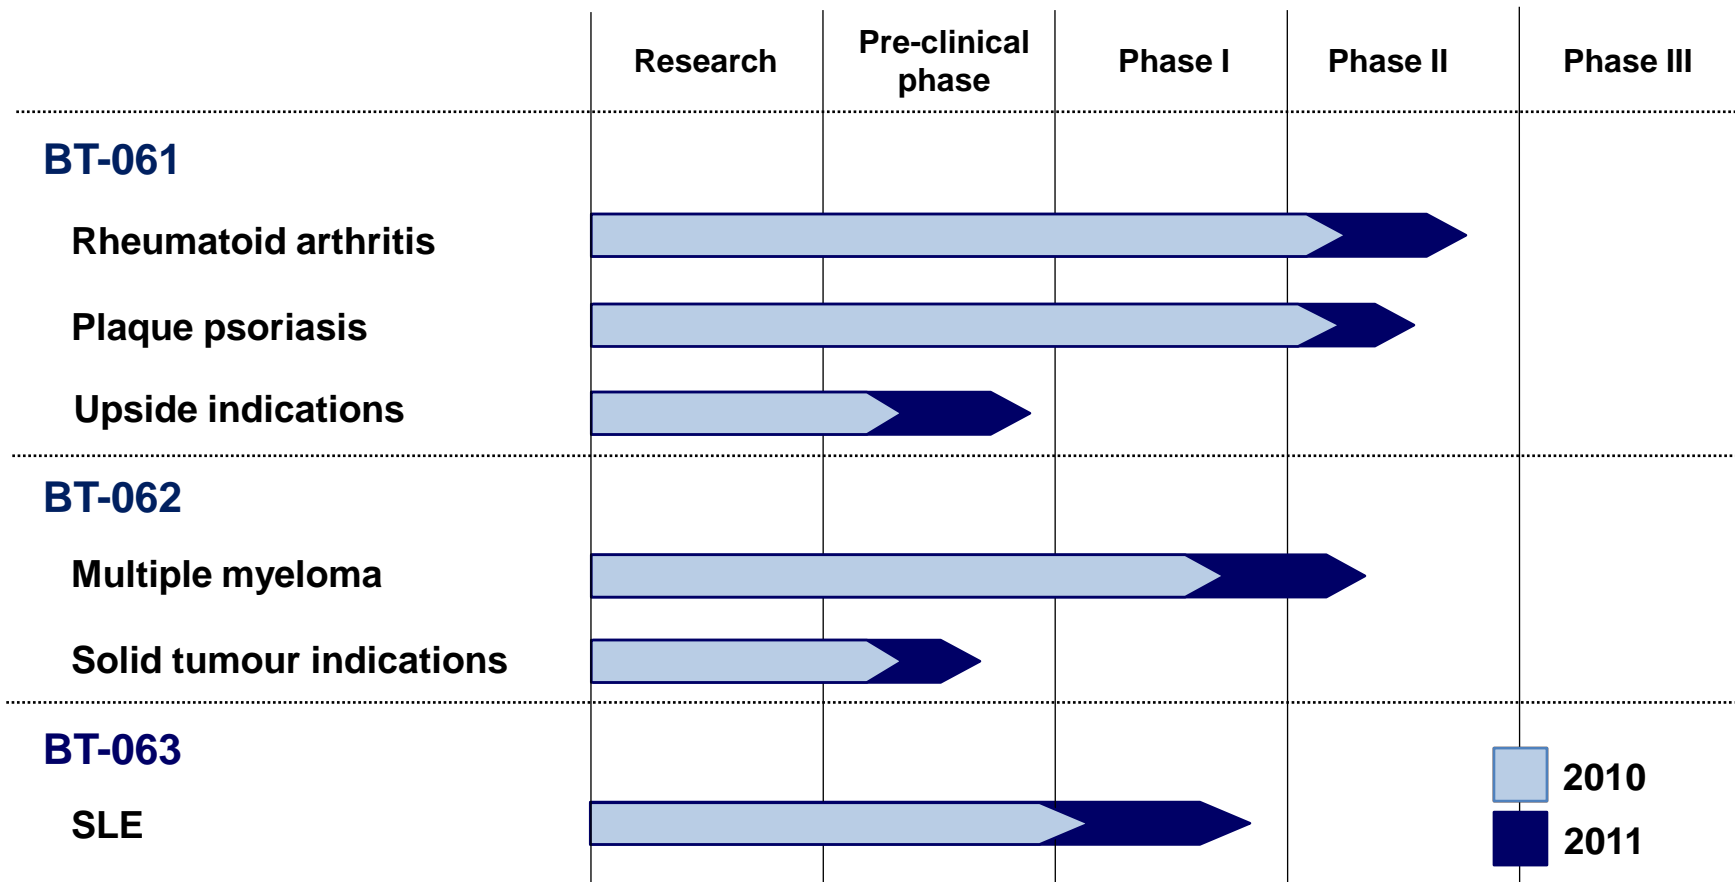 Research
Pre-clinical
phase
Phase I
Phase II
Phase III
BT-061
Rheumatoid arthritis
Plaque psoriasis
Upside indications
BT-062
Multiple myeloma
Solid tumour indications
BT-063
SLE
2010
2011